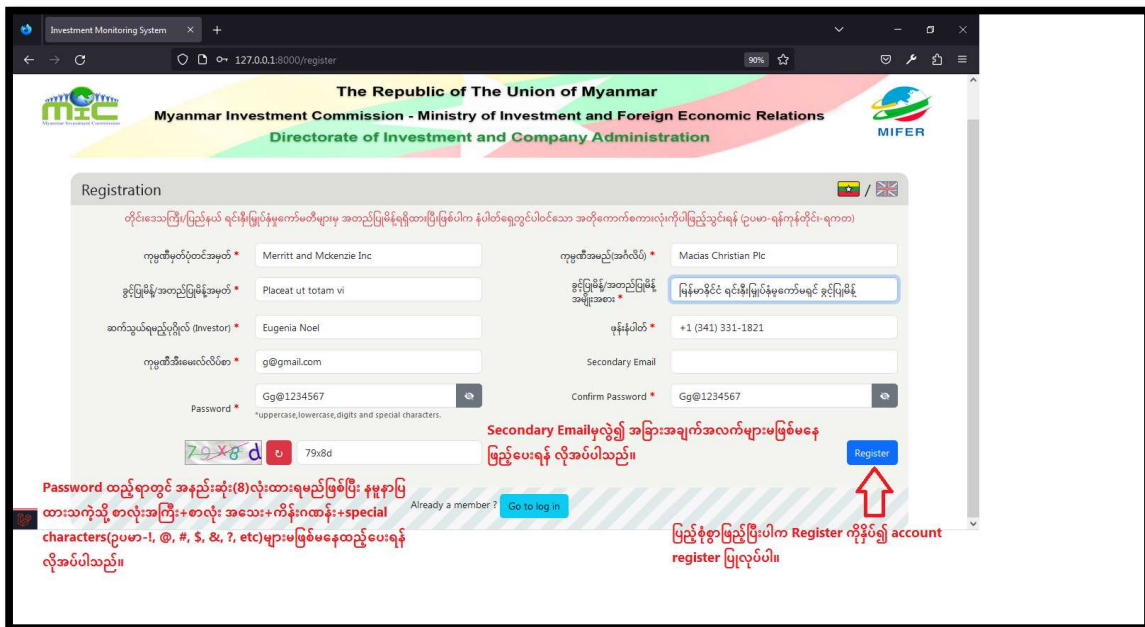 Investment Monitoring System
127.0.0.1:8000/register
90%
The Republic of The Union of Myanmar
Myanmar Investment Commission - Ministry of Investment and Foreign Economic Relations
Directorate of Investment and Company Administration
MIC
Myanmar Investment Commission
MIFER
Registration
/
တိုင်းဒေသကြီး/ပြည်နယ် ရင်းနှီးမြှုပ်နှံမှုကော်မတီများမှ အတည်ပြုမိန့်ရရှိထားပြီးဖြစ်ပါက နံပါတ်ရှေ့တွင်ပါဝင်သော အတိုကောက်စကားလုံးကိုပါဖြည့်သွင်းရန် (ဥပမာ-ရန်ကုန်တိုင်း-ရကတ)
ကုမ္ပဏီမှတ်ပုံတင်အမှတ် * Merritt and Mckenzie Inc ကုမ္ပဏီအမည်(အင်္ဂလိပ်) * Macias Christian Plc
ခွင့်ပြုမိန့်/အတည်ပြုမိန့်အမှတ် * Placeat ut totam vi ခွင့်ပြုမိန့်/အတည်ပြုမိန့် အမျိုးအစား * မြန်မာနိုင်ငံ ရင်းနှီးမြှုပ်နှံမှုကော်မရှင် ခွင့်ပြုမိန့်
ဆက်သွယ်ရမည့်ပုဂ္ဂိုလ် (Investor) * Eugenia Noel ဖုန်းနံပါတ် * +1 (341) 331-1821
ကုမ္ပဏီအီးမေးလ်လိပ်စာ * g@gmail.com Secondary Email
Password * Gg@1234567 Confirm Password * Gg@1234567
*uppercase,lowercase,digits and special characters.
79x8d 79x8d
Secondary Emailမှလွဲ၍ အခြားအချက်အလက်များမဖြစ်မနေ
ဖြည့်ပေးရန် လိုအပ်ပါသည်။
Register
Password ထည့်ရာတွင် အနည်းဆုံး(8)လုံးထားရမည်ဖြစ်ပြီး နမူနာပြ
ထားသကဲ့သို့ စာလုံးအကြီး+စာလုံး အသေး+ကိန်းဂဏန်း+special
characters(ဥပမာ-!, @, #, $, &, ?, etc)များမဖြစ်မနေထည့်ပေးရန်
လိုအပ်ပါသည်။
Already a member ? Go to log in
ပြည့်စုံစွာဖြည့်ပြီးပါက Register ကိုနှိပ်၍ account
register ပြုလုပ်ပါ။